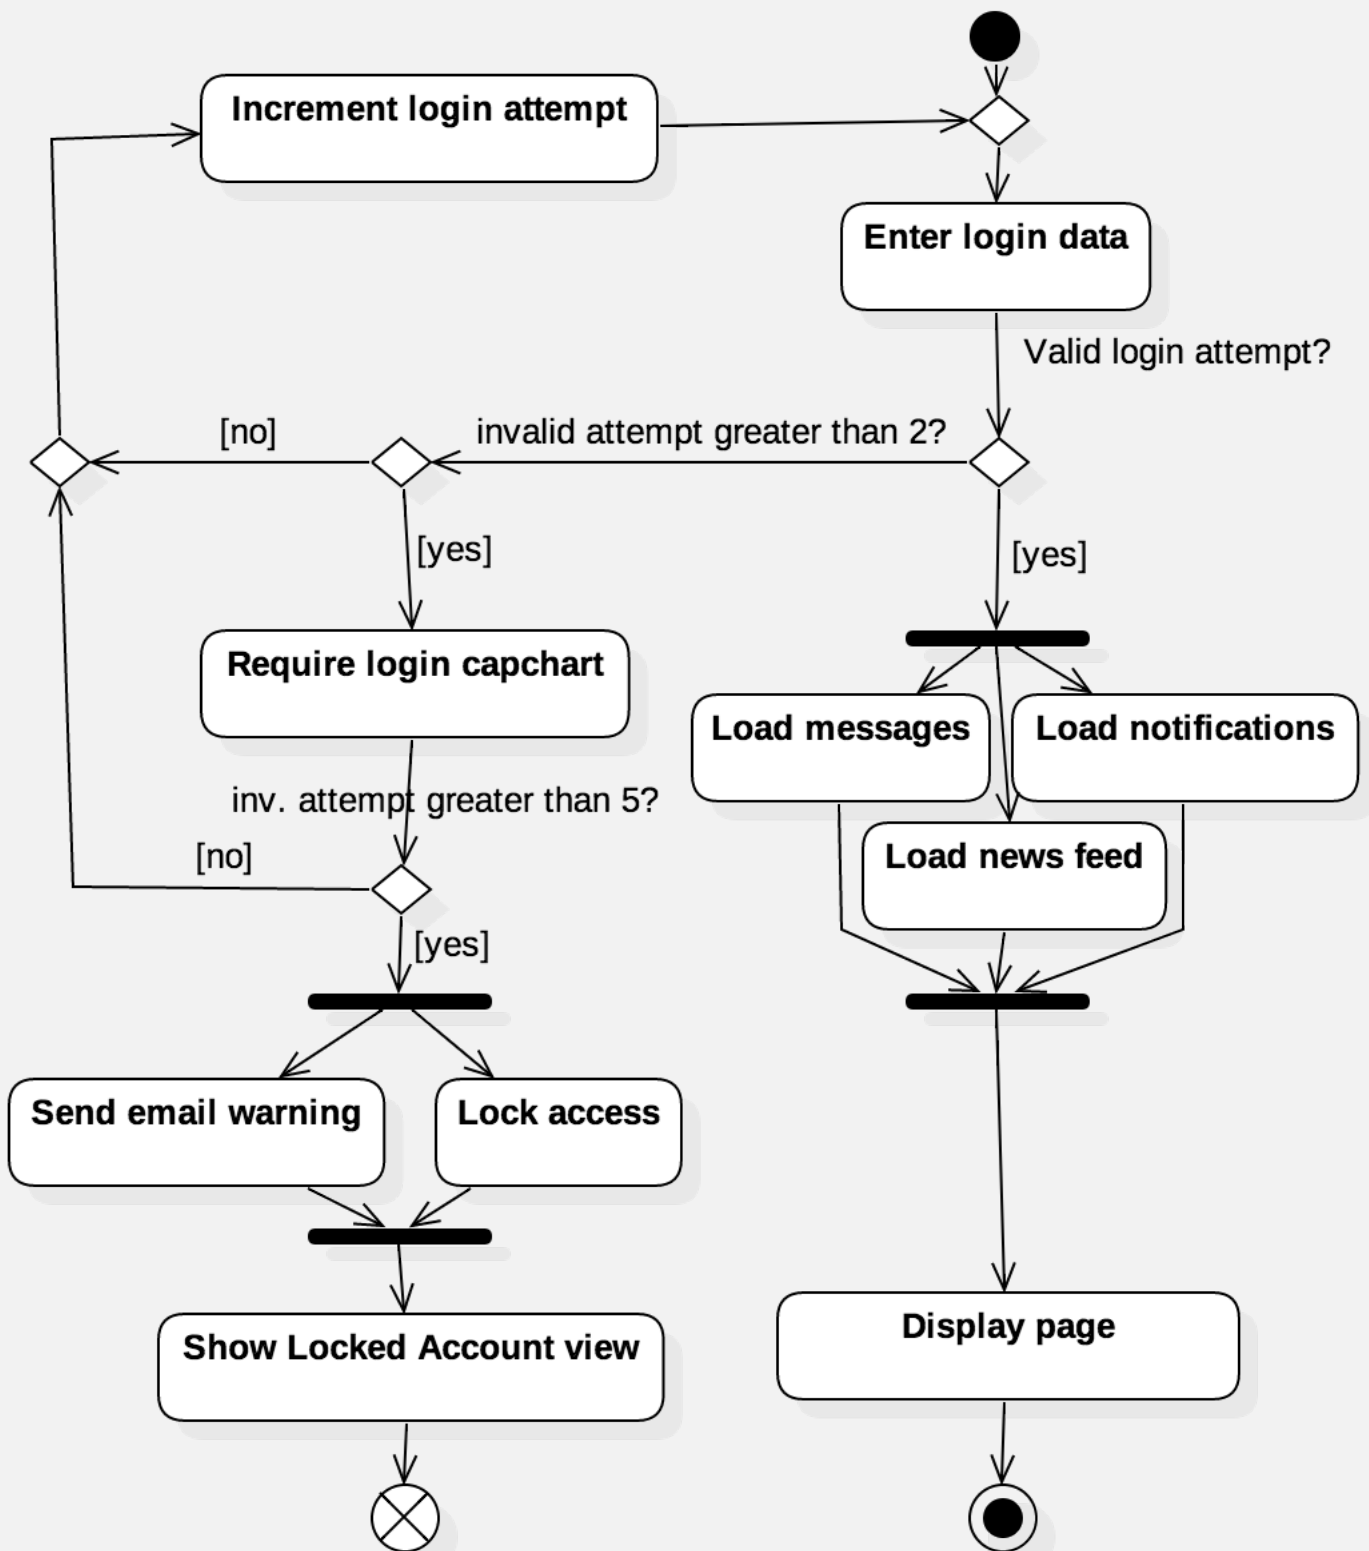 Increment login attempt
Enter login data
Valid login attempt?
[no]
invalid attempt greater than 2?
[yes]
[yes]
Require login capchart
Load messages
Load notifications
inv. attempt greater than 5?
Load news feed
[no]
[yes]
Send email warning
Lock access
Show Locked Account view
Display page